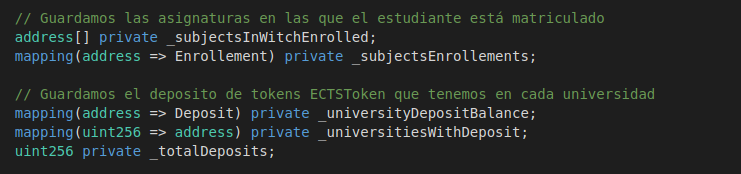 // Guardamos las asignaturas en las que el estudiante está matriculado
address[] private _subjectsInWitchEnrolled;
mapping(address => Enrollement) private _subjectsEnrollements;
// Guardamos el deposito de tokens ECTSToken que tenemos en cada universidad
mapping(address => Deposit) private _universityDepositBalance;
mapping(uint256 => address) private _universitiesWithDeposit;
uint256 private _totalDeposits;